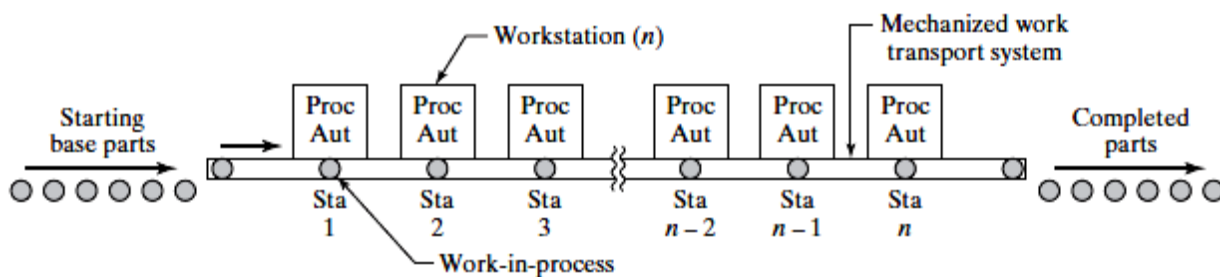 Workstation (n)
Mechanized work
transport system
Starting
base parts
Proc
Aut
Proc
Aut
Proc
Aut
Proc
Aut
Proc
Aut
Proc
Aut
Completed
parts
Sta
1
Sta
2
Sta
3
Sta
n – 2
Sta
n – 1
Sta
n
Work-in-process